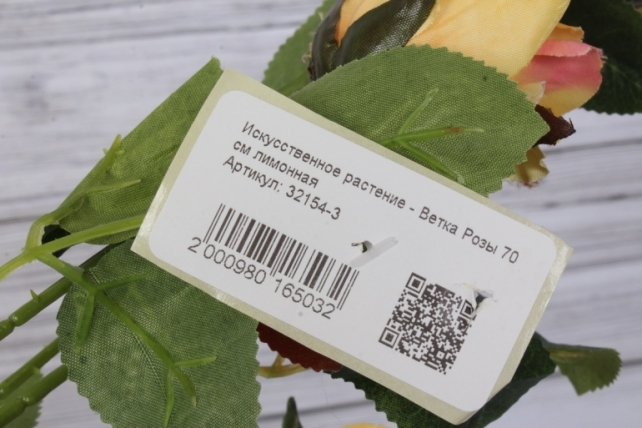 Искусственное растение - Ветка Розы 70
см лимонная
Артикул: 32154-3
2 000980 165032